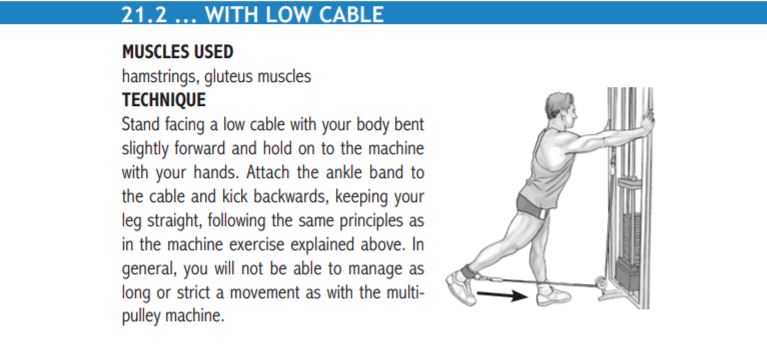 21.2 ... WITH LOW CABLE
MUSCLES USED
hamstrings, gluteus muscles
TECHNIQUE
Stand facing a low cable with your body bent
slightly forward and hold on to the machine
with your hands. Attach the ankle band to
the cable and kick backwards, keeping your
leg straight, following the same principles as
in the machine exercise explained above. In
general, you will not be able to manage as
long or strict a movement as with the multi-
pulley machine.